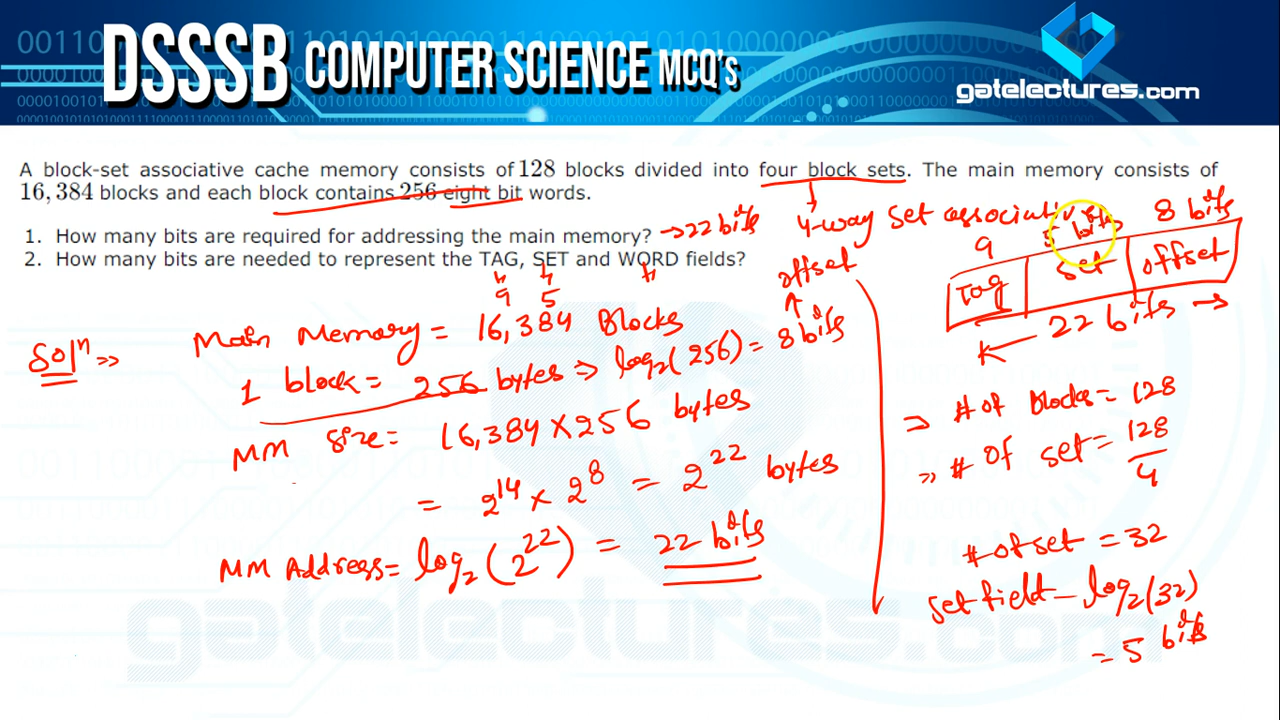 DSSSB COMPUTER SCIENCE MCQ's
gatelectures.com
A block-set associative cache memory consists of 128 blocks divided into four block sets. The main memory consists of
16,384 blocks and each block contains 256 eight bit words.
1. How many bits are required for addressing the main memory? → 22 bits
2. How many bits are needed to represent the TAG, SET and WORD fields?
9 5
4-way set associative
9 5 bits 8 bits
Tag set offset
22 bits
Soln ⇒
Main Memory = 16,384 Blocks
1 block = 256 bytes ⇒ log2(256) = 8 bits
offset
MM size = 16,384 × 256 bytes
= 2^14 × 2^8 = 2^22 bytes
MM Address = log2(2^22) = 22 bits
⇒ # of Blocks = 128
⇒ # of set = 128/4
# of set = 32
set field – log2(32)
= 5 bits
gatelectures.com